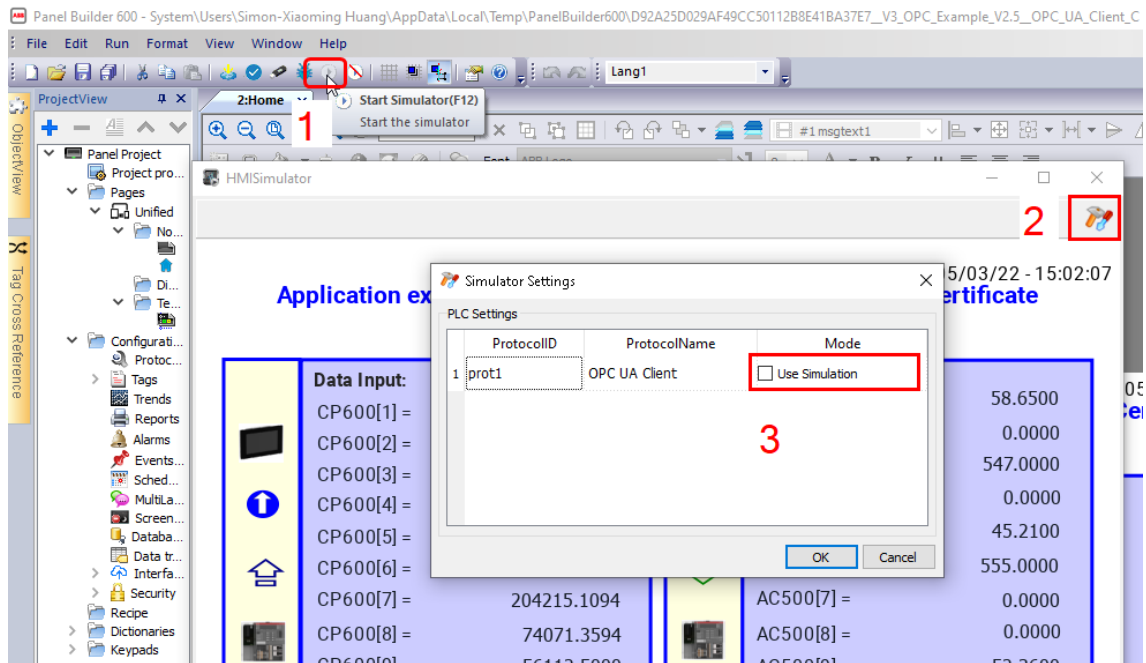 Panel Builder 600 - System\Users\Simon-Xiaoming Huang\AppData\Local\Temp\PanelBuilder600\D92A25D029AF49CC50112B8E41BA37E7__V3_OPC_Example_V2.5__OPC_UA_Client_C
File Edit Run Format View Window Help
Lang1
ProjectView
2:Home
Start Simulator(F12)
Start the simulator
1
#1 msgtext1
ObjectView
Tag Cross Reference
Panel Project
Project pro...
Pages
Unified
No...
Di...
Te...
Configurati...
Protoc...
Tags
Trends
Reports
Alarms
Events...
Sched...
MultiLa...
Screen...
Databa...
Data tr...
Interfa...
Security
Recipe
Dictionaries
Keypads
HMISimulator
2
5/03/22 - 15:02:07
Application ex
ertificate
Simulator Settings
PLC Settings
ProtocolID ProtocolName Mode
1 prot1 OPC UA Client Use Simulation
3
OK Cancel
Data Input:
CP600[1] = 58.6500
CP600[2] = 0.0000
CP600[3] = 547.0000
CP600[4] = 0.0000
CP600[5] = 45.2100
CP600[6] = 555.0000
CP600[7] = 204215.1094 AC500[7] = 0.0000
CP600[8] = 74071.3594 AC500[8] = 0.0000